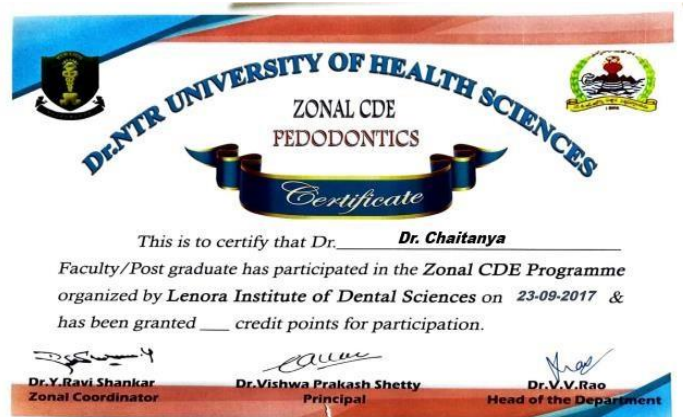 Dr.NTR UNIVERSITY OF HEALTH SCIENCES
ZONAL CDE
PEDODONTICS
Certificate
This is to certify that Dr. Dr. Chaitanya
Faculty/Post graduate has participated in the Zonal CDE Programme
organized by Lenora Institute of Dental Sciences on 23-09-2017 &
has been granted ___ credit points for participation.
Dr.Y.Ravi Shankar Dr.Vishwa Prakash Shetty Dr.V.V.Rao
Zonal Coordinator Principal Head of the Department